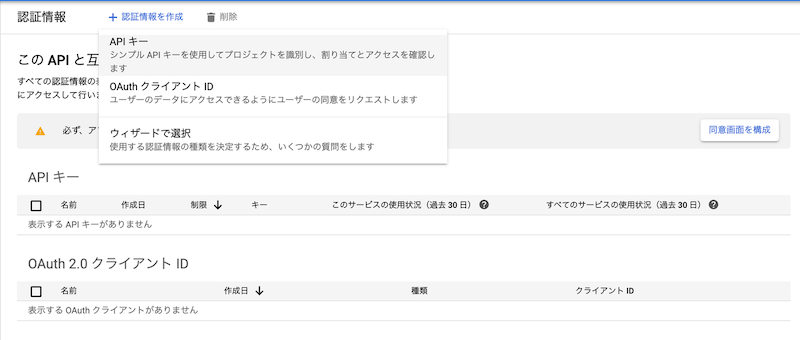 認証情報 + 認証情報を作成 削除
API キー
シンプル API キーを使用してプロジェクトを識別し、割り当てとアクセスを確認し
ます
OAuth クライアント ID
ユーザーのデータにアクセスできるようにユーザーの同意をリクエストします
ウィザードで選択
使用する認証情報の種類を決定するため、いくつかの質問をします
この API と互
すべての認証情報の
にアクセスして行い
必ず、ア
同意画面を構成
API キー
名前 作成日 制限 ↓ キー このサービスの使用状況（過去 30 日） ? すべてのサービスの使用状況（過去 30 日） ?
表示する API キーがありません
OAuth 2.0 クライアント ID
名前 作成日 ↓ 種類 クライアント ID
表示する OAuth クライアントがありません